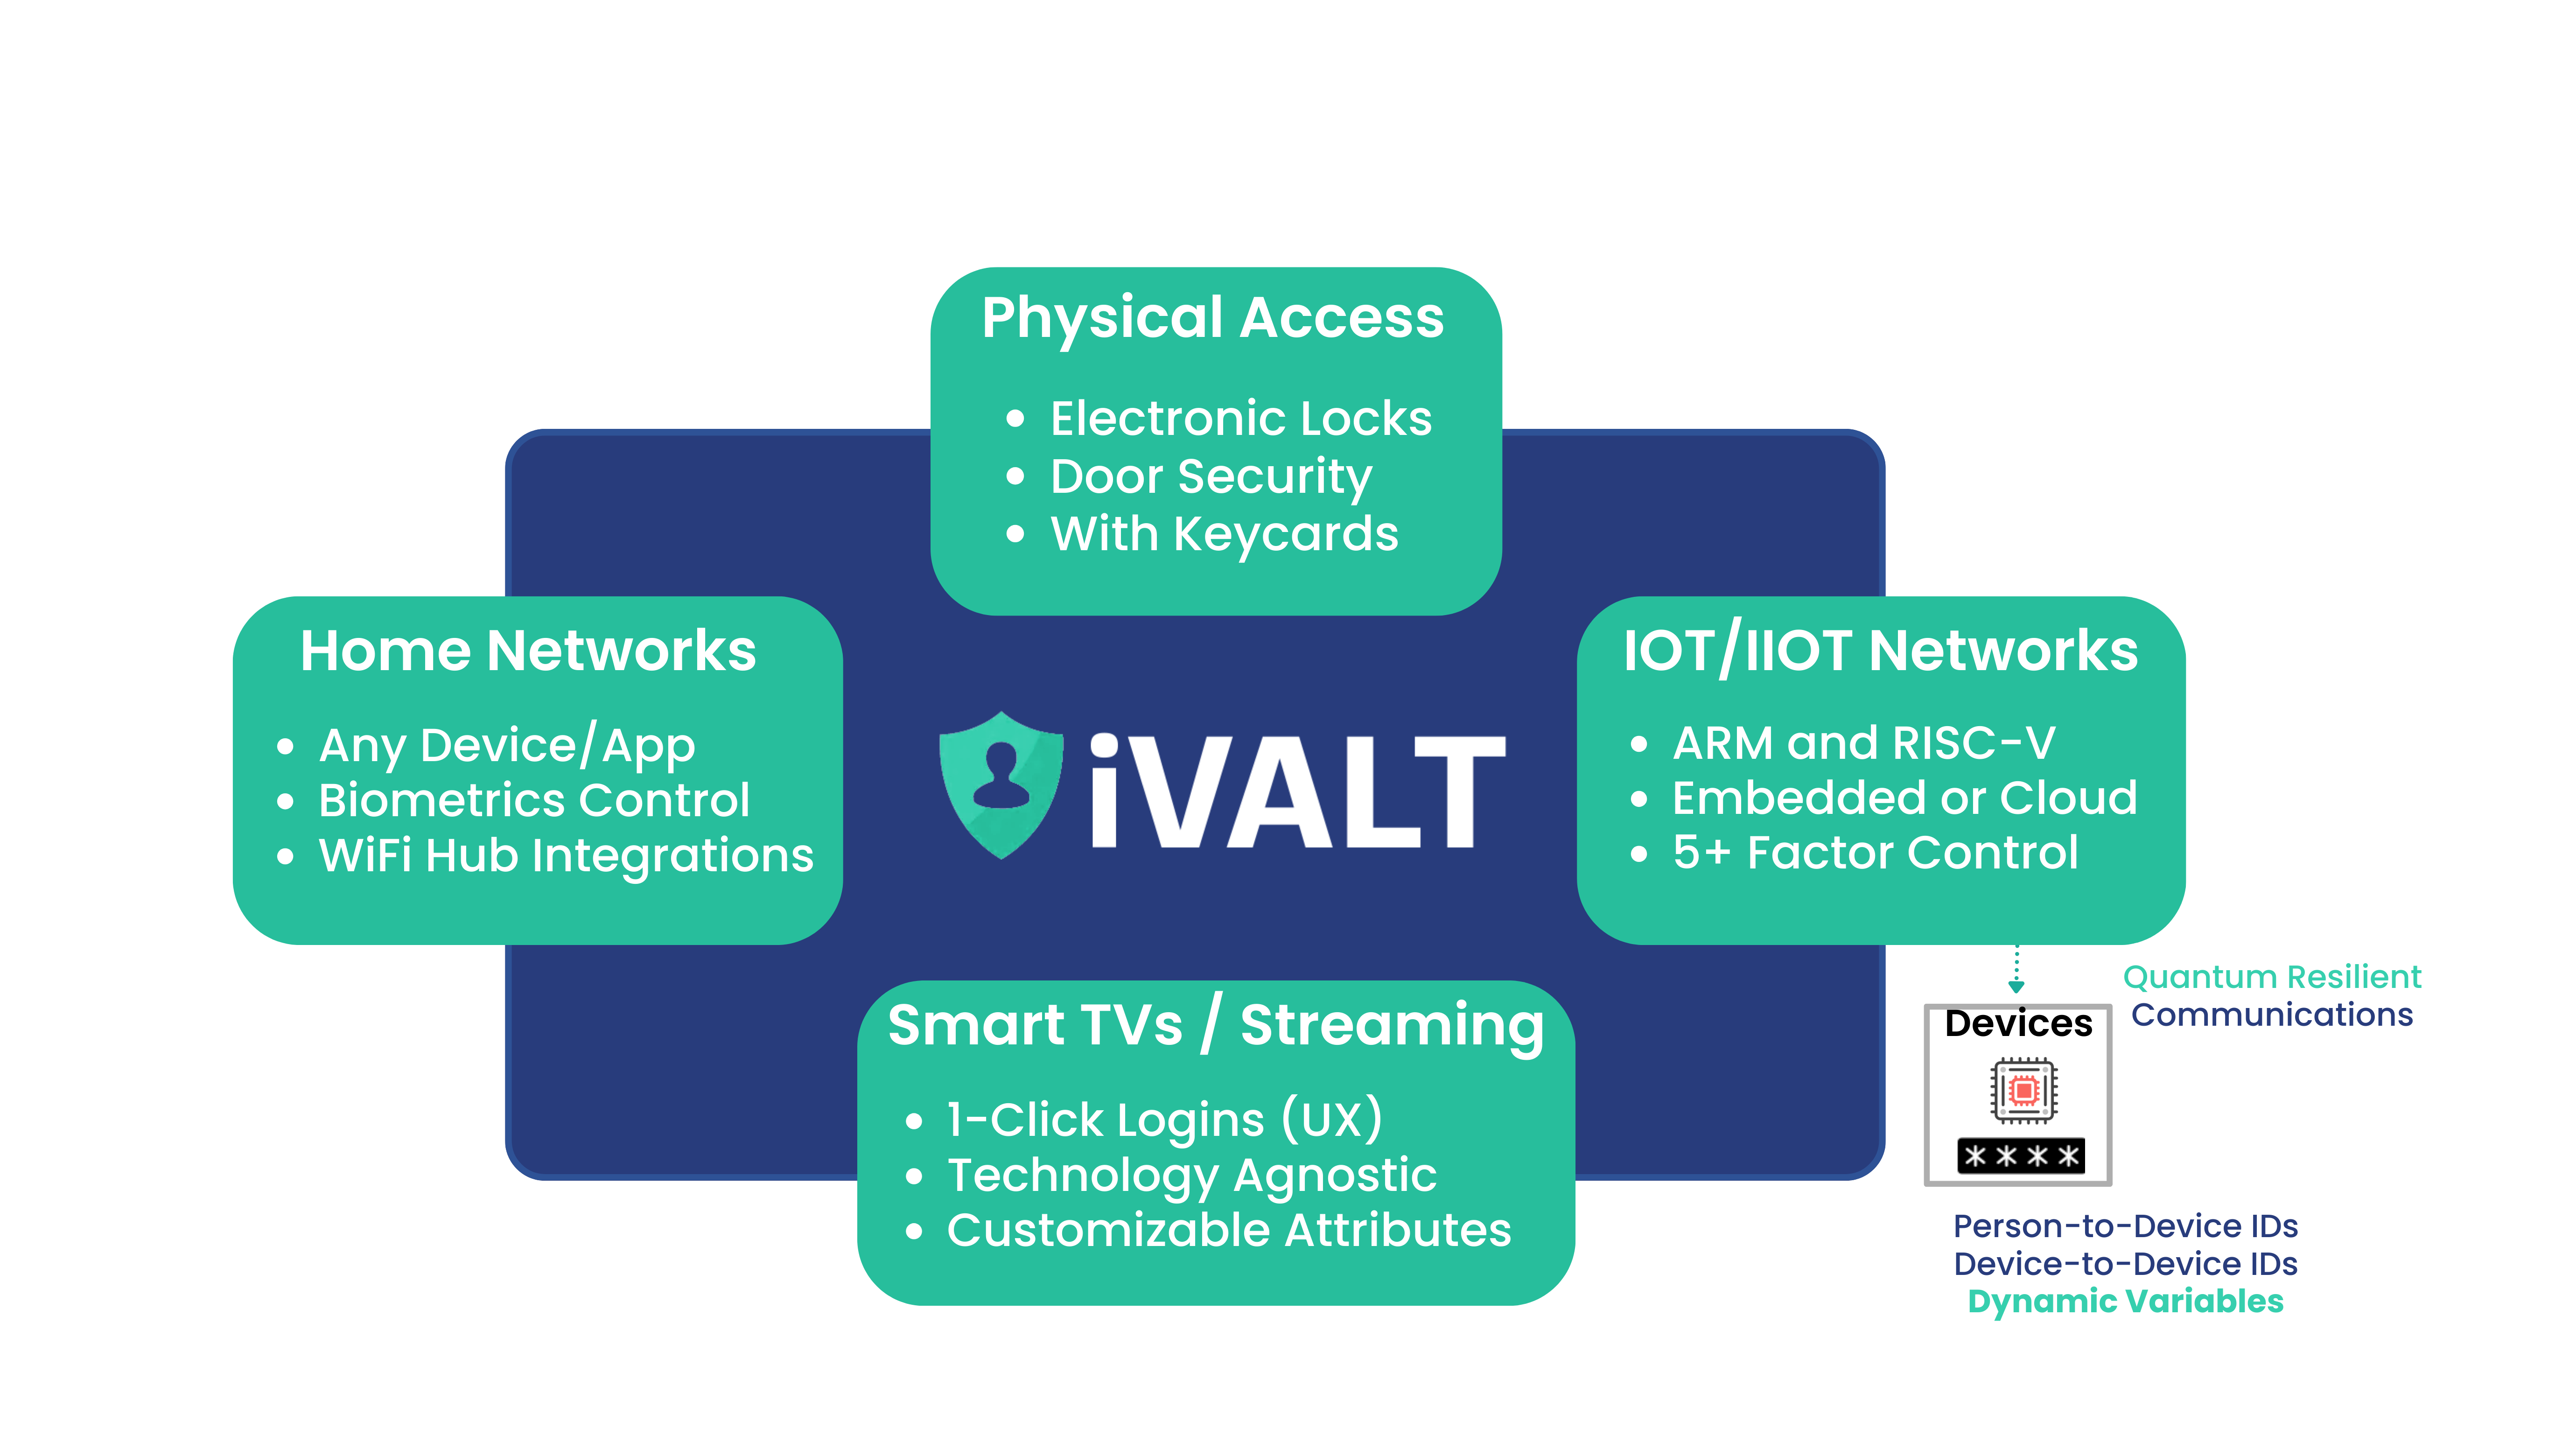 Physical Access
• Electronic Locks
• Door Security
• With Keycards
Home Networks
• Any Device/App
• Biometrics Control
• WiFi Hub Integrations
iVALT
IOT/IIOT Networks
• ARM and RISC-V
• Embedded or Cloud
• 5+ Factor Control
Smart TVs / Streaming
• 1-Click Logins (UX)
• Technology Agnostic
• Customizable Attributes
Quantum Resilient
Communications
Devices
****
Person-to-Device IDs
Device-to-Device IDs
Dynamic Variables